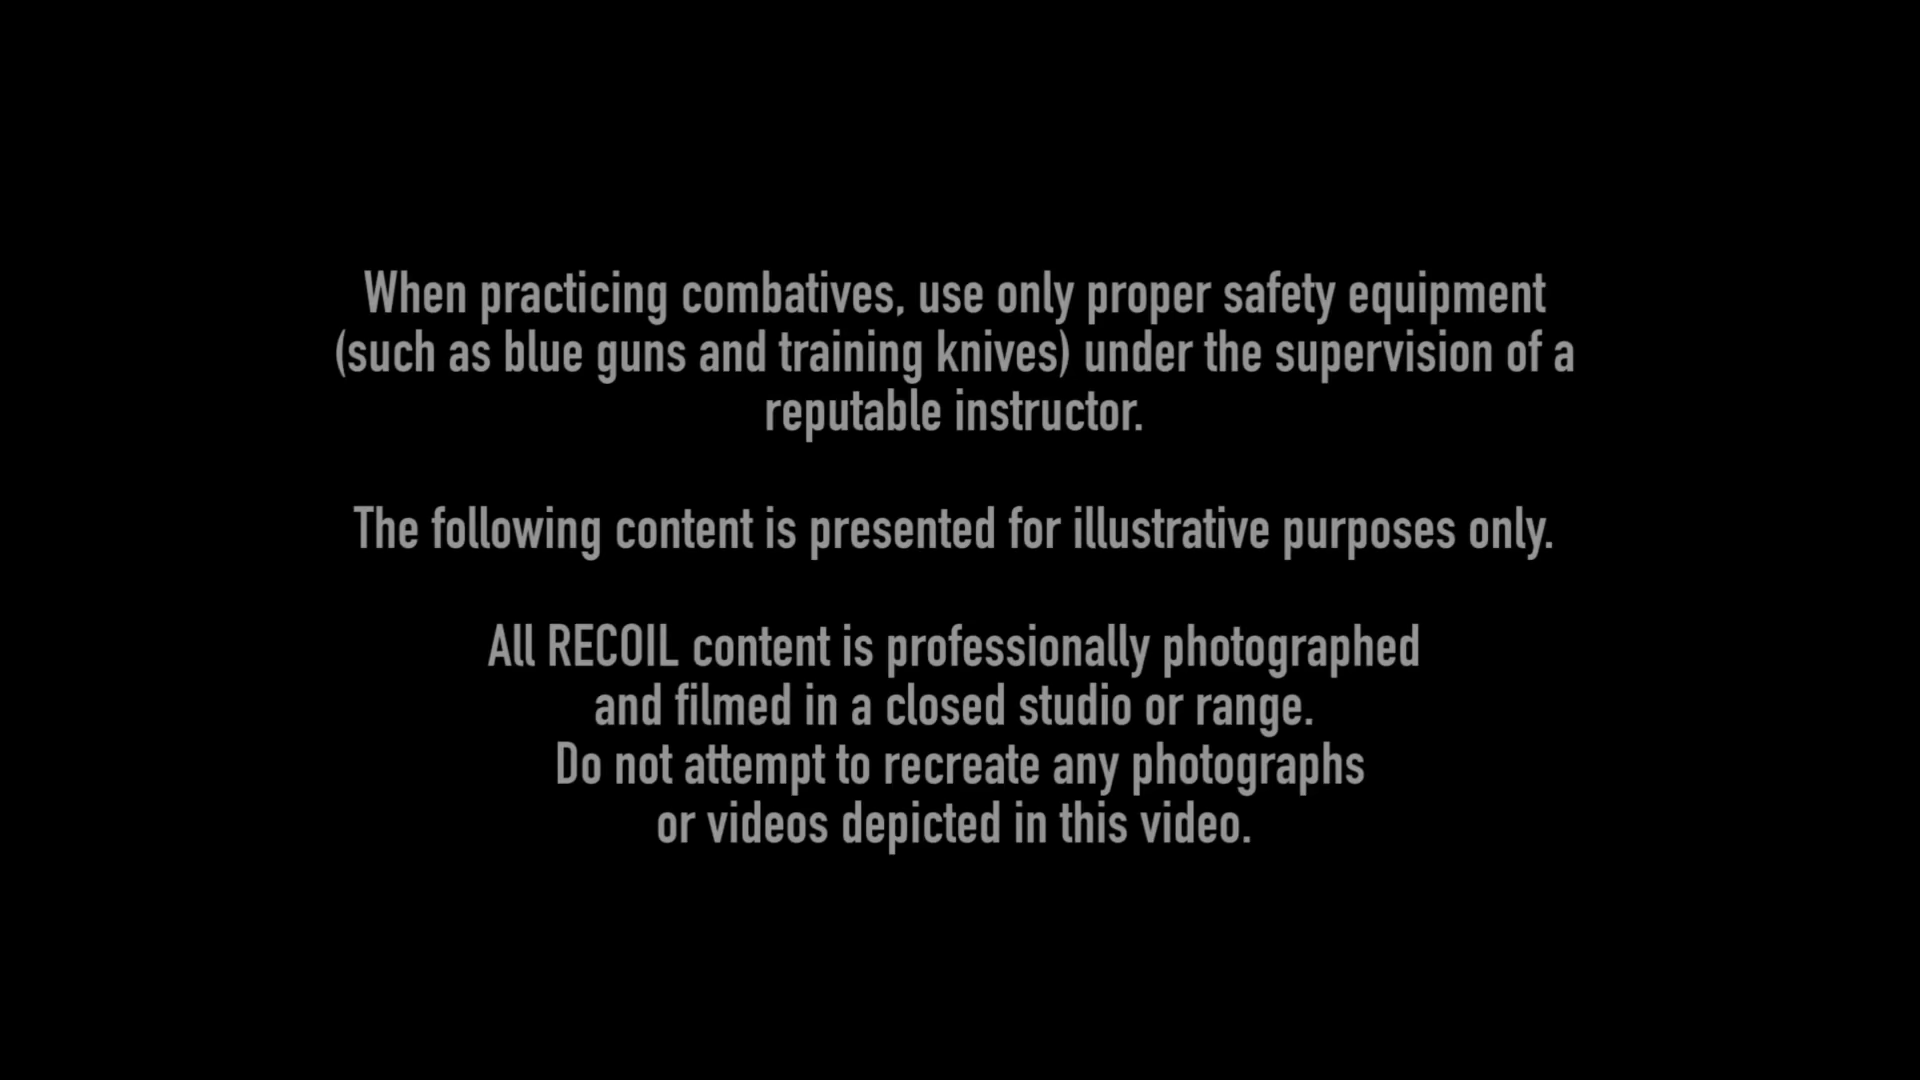 When practicing combatives, use only proper safety equipment
(such as blue guns and training knives) under the supervision of a
reputable instructor.
The following content is presented for illustrative purposes only.
All RECOIL content is professionally photographed
and filmed in a closed studio or range.
Do not attempt to recreate any photographs
or videos depicted in this video.